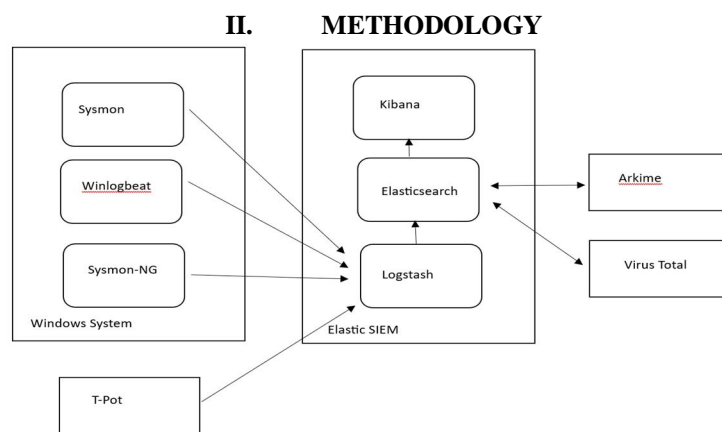 II. METHODOLOGY
Sysmon
Winlogbeat
Sysmon-NG
Windows System
T-Pot
Kibana
Elasticsearch
Logstash
Elastic SIEM
Arkime
Virus Total